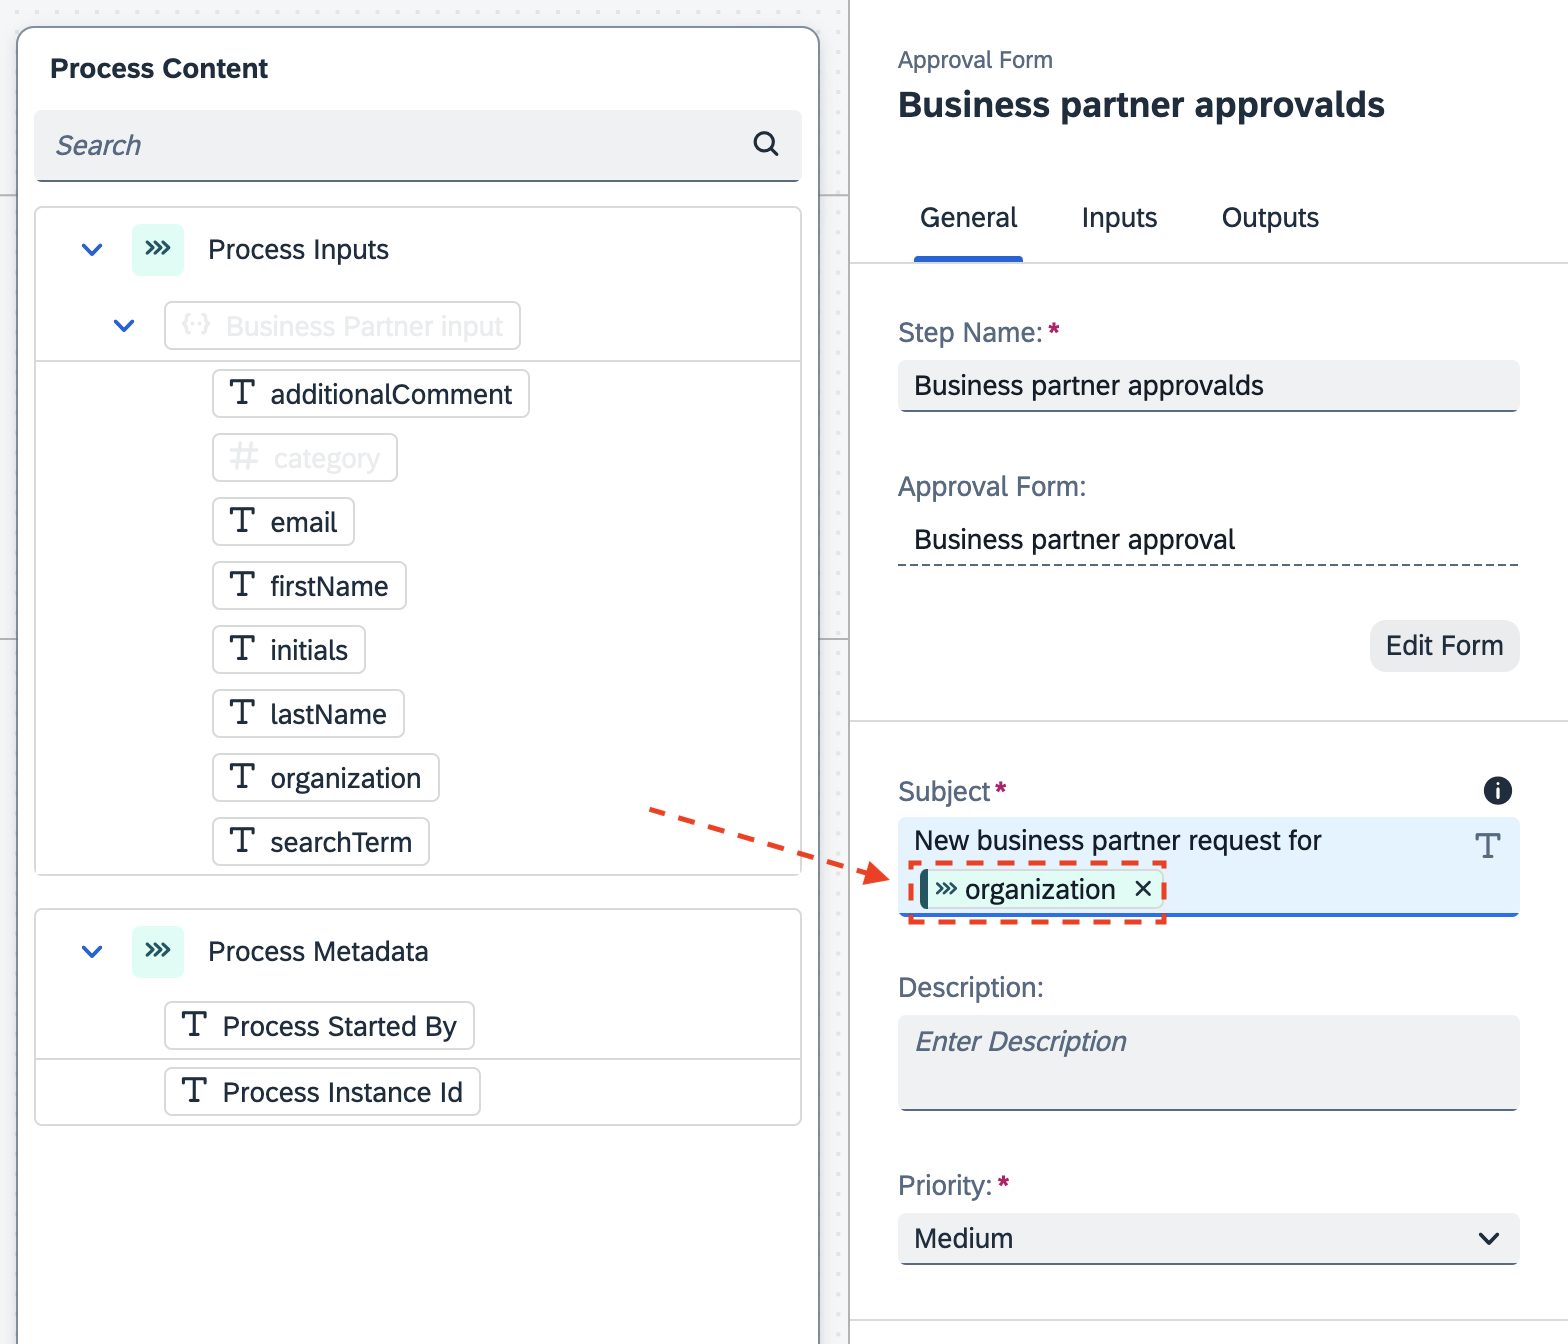 Process Content
Search
Process Inputs
Business Partner input
additionalComment
category
email
firstName
initials
lastName
organization
searchTerm
Process Metadata
Process Started By
Process Instance Id
Approval Form
Business partner approvalds
General Inputs Outputs
Step Name: *
Business partner approvalds
Approval Form:
Business partner approval
Edit Form
Subject *
New business partner request for
organization
Description:
Enter Description
Priority: *
Medium